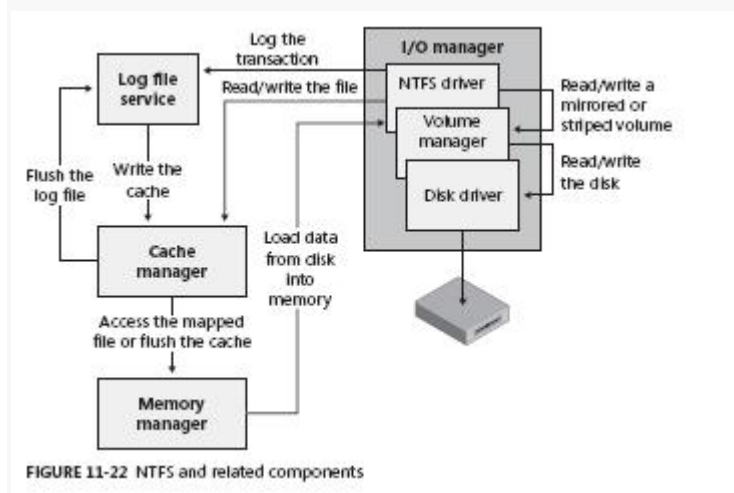 Log the
transaction
I/O manager
Log file
service
Read/write the file
NTFS driver
Read/write a
mirrored or
striped volume
Volume
manager
Flush the
log file
Write the
cache
Read/write
the disk
Disk driver
Cache
manager
Load data
from disk
into
memory
Access the mapped
file or flush the cache
Memory
manager
FIGURE 11-22 NTFS and related components